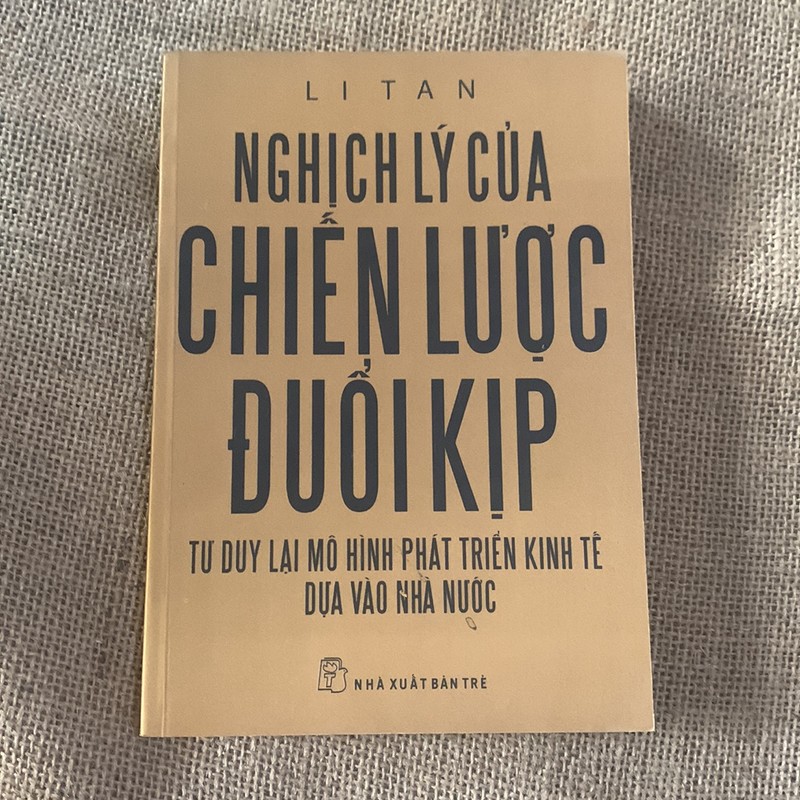 LI TAN
NGHỊCH LÝ CỦA
CHIẾN LƯỢC
ĐUỔI KỊP
TƯ DUY LẠI MÔ HÌNH PHÁT TRIỂN KINH TẾ
DỰA VÀO NHÀ NƯỚC
NHÀ XUẤT BẢN TRẺ